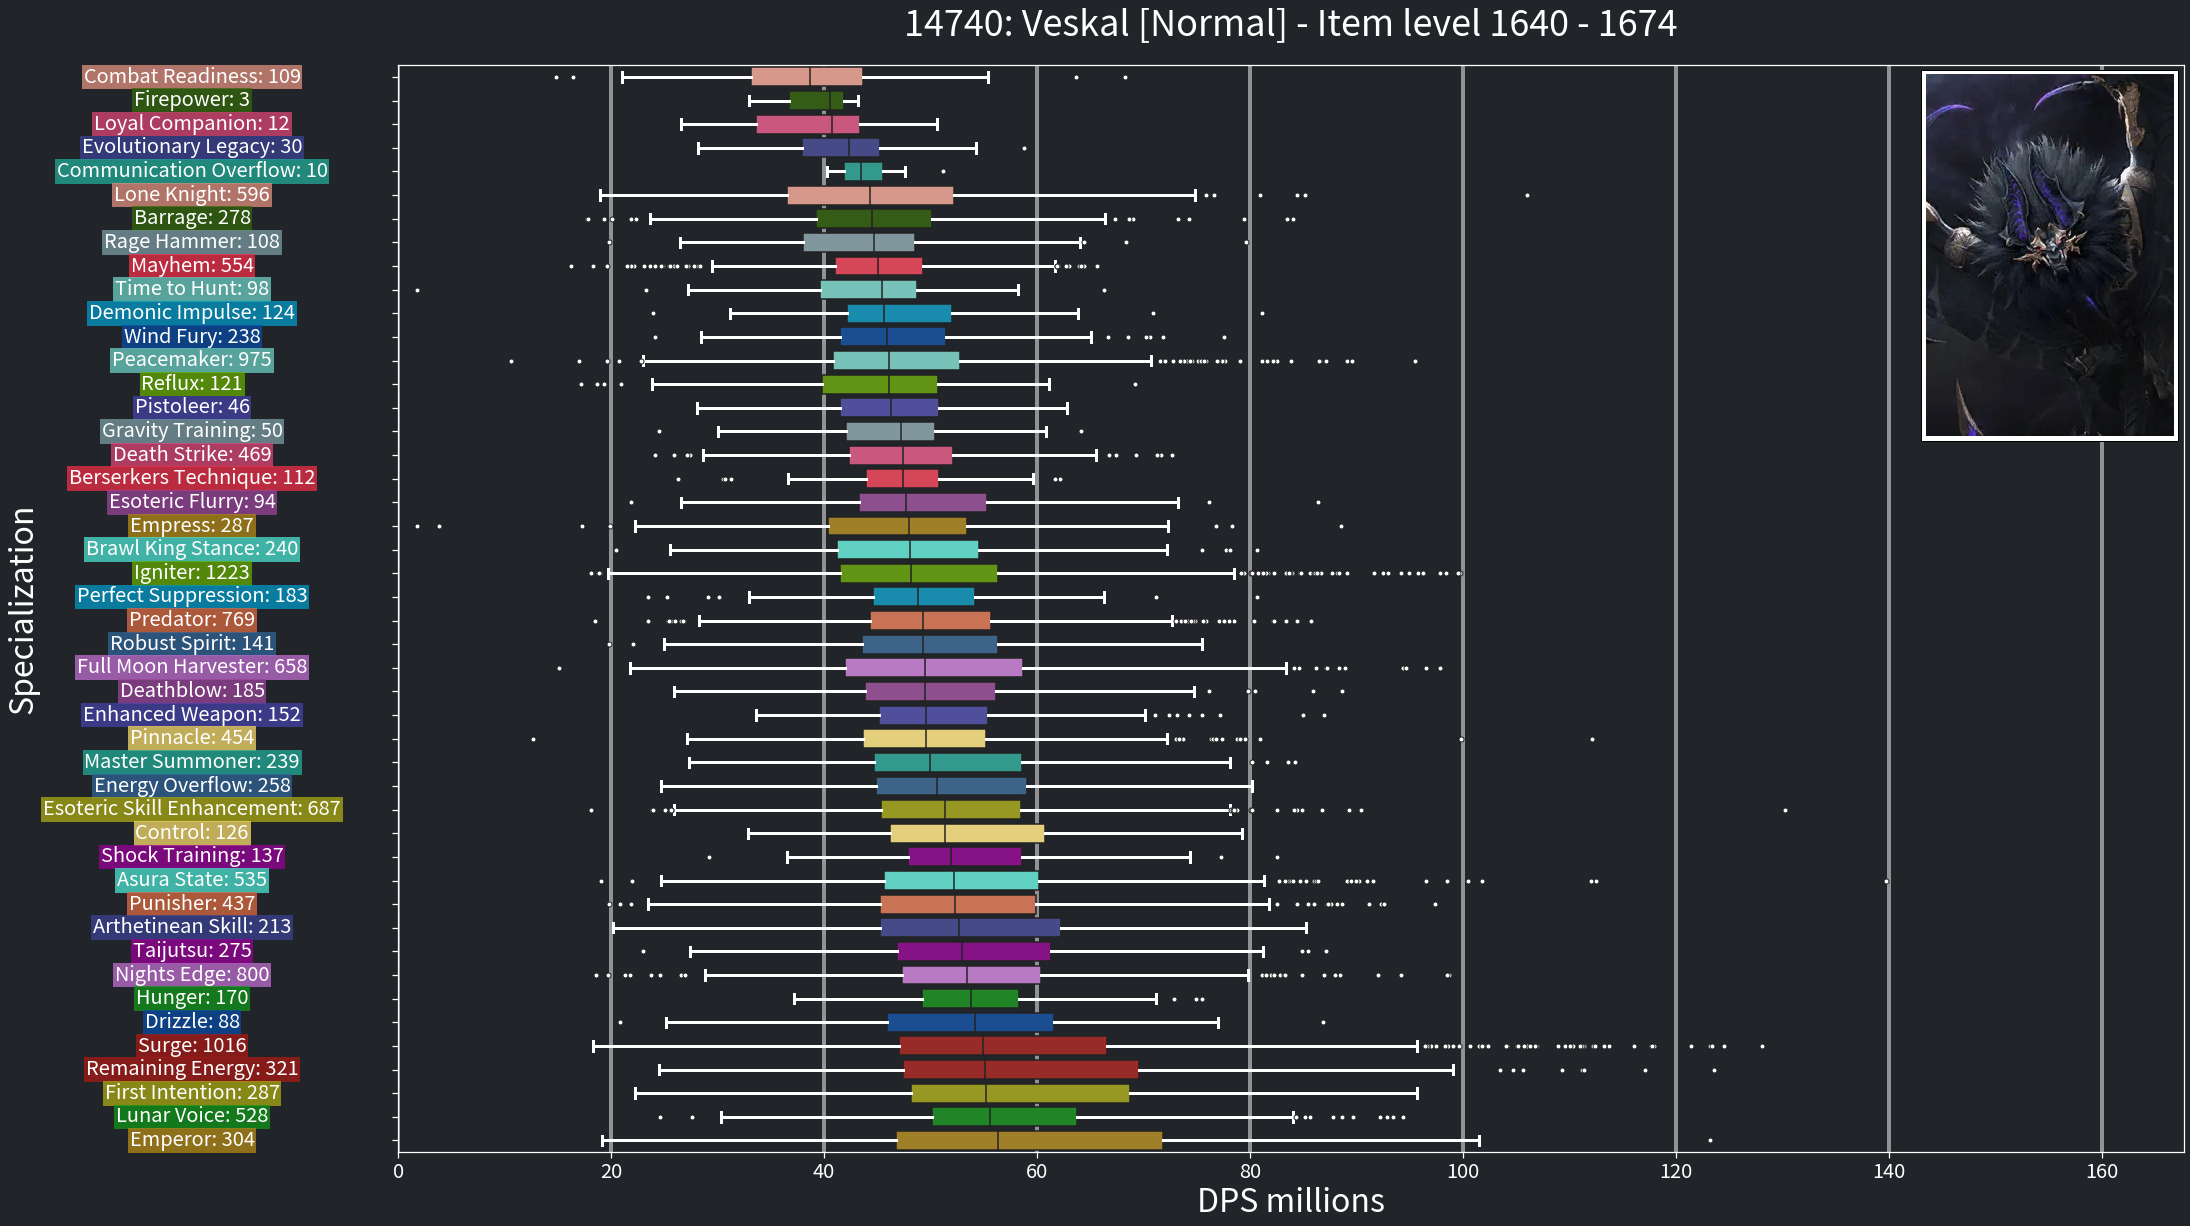 14740: Veskal [Normal] - Item level 1640 - 1674
Specialization
Combat Readiness: 109
Firepower: 3
Loyal Companion: 12
Evolutionary Legacy: 30
Communication Overflow: 10
Lone Knight: 596
Barrage: 278
Rage Hammer: 108
Mayhem: 554
Time to Hunt: 98
Demonic Impulse: 124
Wind Fury: 238
Peacemaker: 975
Reflux: 121
Pistoleer: 46
Gravity Training: 50
Death Strike: 469
Berserkers Technique: 112
Esoteric Flurry: 94
Empress: 287
Brawl King Stance: 240
Igniter: 1223
Perfect Suppression: 183
Predator: 769
Robust Spirit: 141
Full Moon Harvester: 658
Deathblow: 185
Enhanced Weapon: 152
Pinnacle: 454
Master Summoner: 239
Energy Overflow: 258
Esoteric Skill Enhancement: 687
Control: 126
Shock Training: 137
Asura State: 535
Punisher: 437
Arthetinean Skill: 213
Taijutsu: 275
Nights Edge: 800
Hunger: 170
Drizzle: 88
Surge: 1016
Remaining Energy: 321
First Intention: 287
Lunar Voice: 528
Emperor: 304
0 20 40 60 80 100 120 140 160
DPS millions